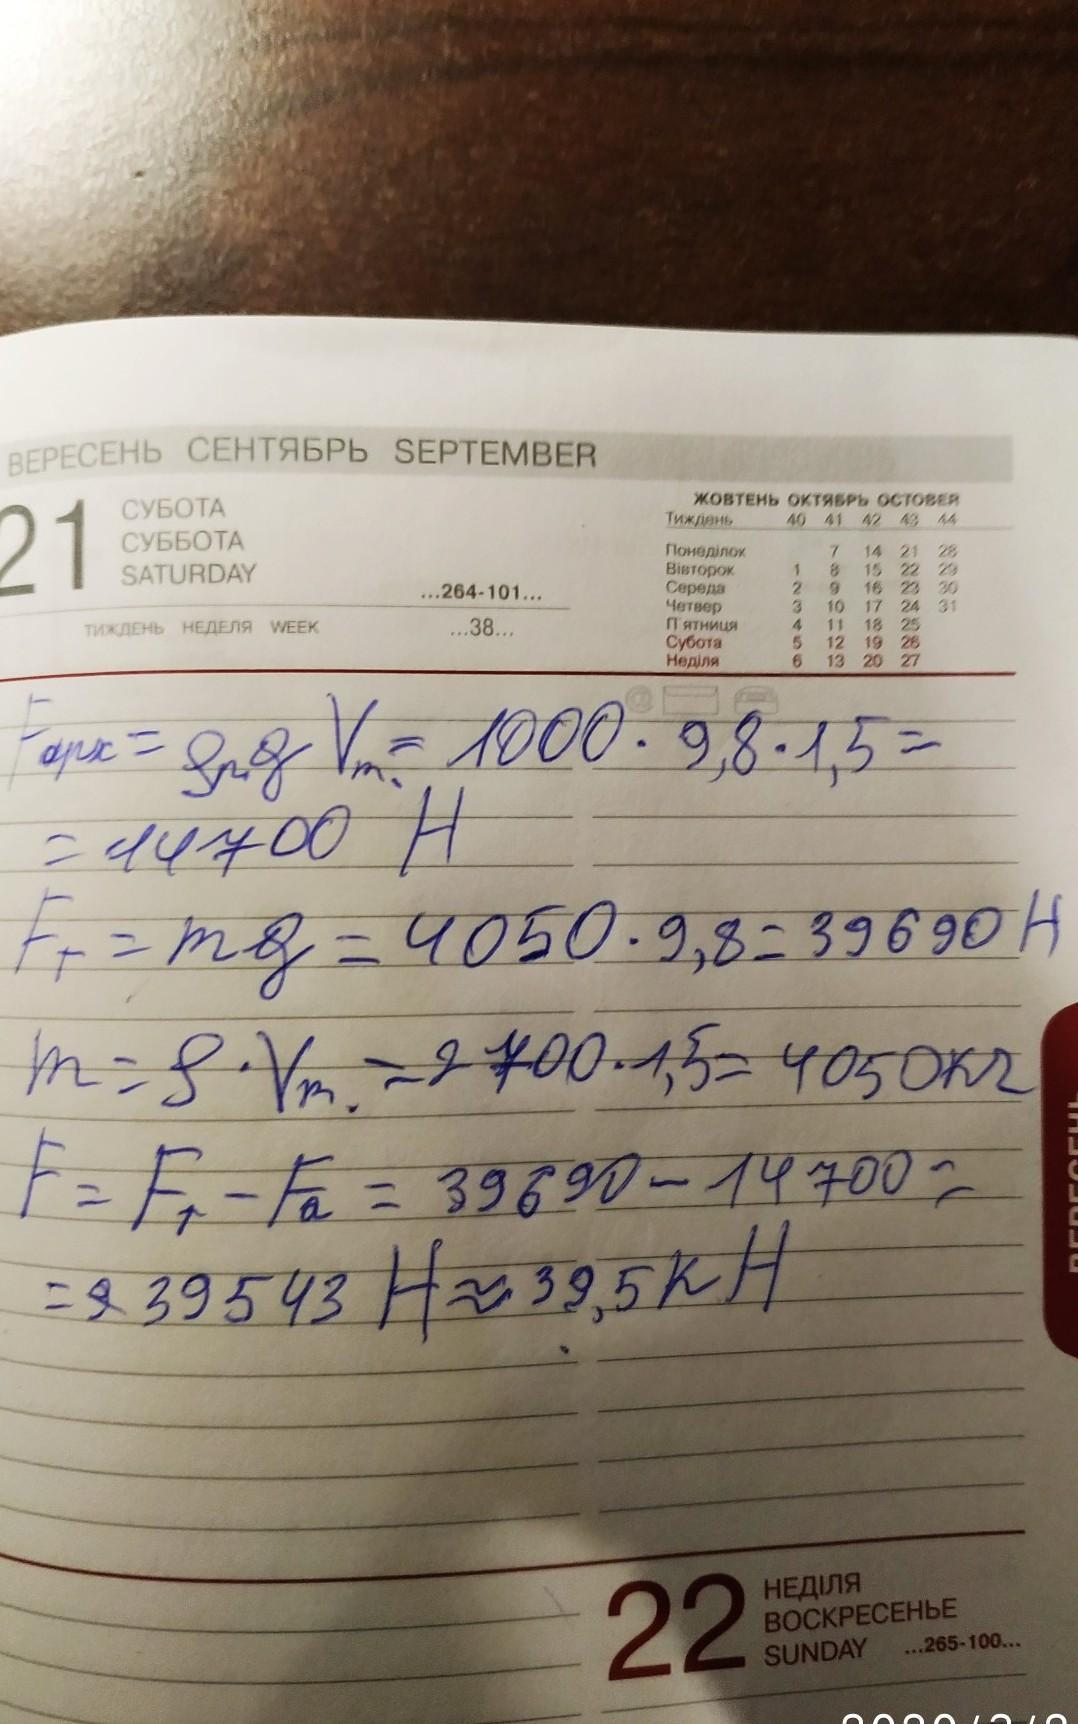 ВЕРЕСЕНЬ СЕНТЯБРЬ SEPTEMBER
21
СУБОТА
СУББОТА
SATURDAY
...264-101...
ТИЖДЕНЬ НЕДЕЛЯ WEEK ...38...
ЖОВТЕНЬ ОКТЯБРЬ OCTOBER
Тиждень 40 41 42 43 44
Понеділок 7 14 21 28
Вівторок 1 8 15 22 29
Середа 2 9 16 23 30
Четвер 3 10 17 24 31
П'ятниця 4 11 18 25
Субота 5 12 19 26
Неділя 6 13 20 27
Fарх = ρр g Vт. = 1000 · 9,8 · 1,5 =
= 14700 Н
Fт = mg = 4050 · 9,8 = 39690 Н
m = ρ · Vт. = 2700 · 1,5 = 4050 кг
F = Fт - Fа = 39690 - 14700 =
= 39543 Н ≈ 39,5 кН
ВЕРЕСЕНЬ
22
НЕДІЛЯ
ВОСКРЕСЕНЬЕ
SUNDAY ...265-100...